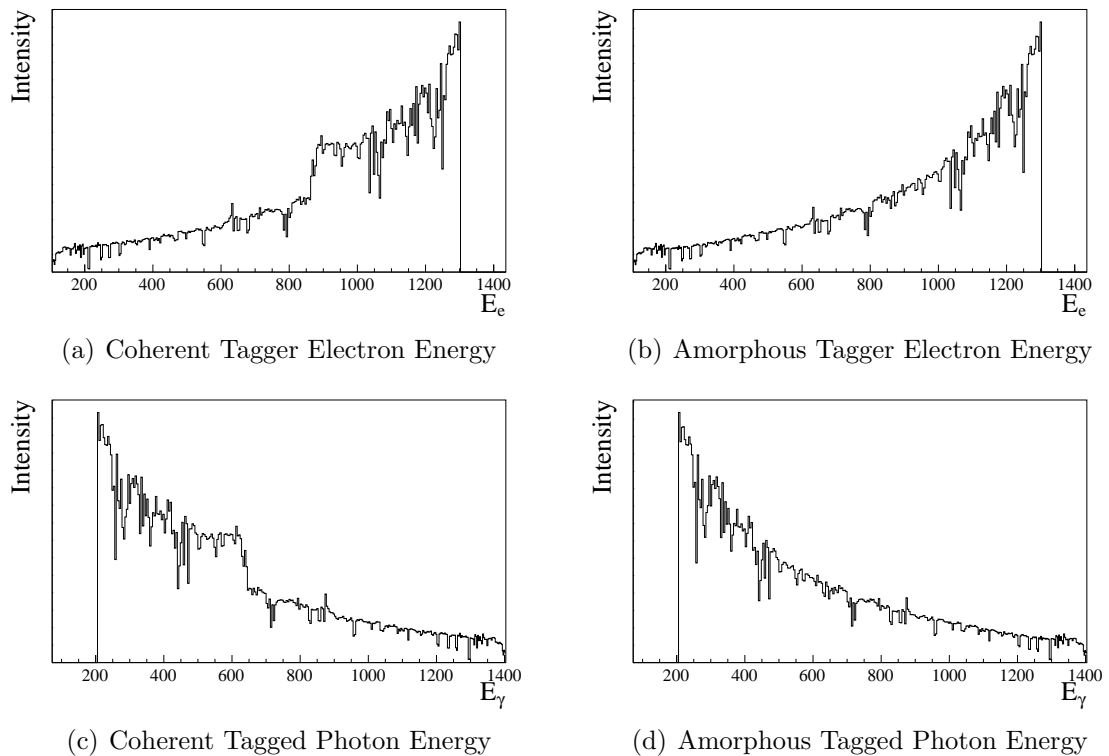 Intensity
200 400 600 800 1000 1200 1400
E_e
(a) Coherent Tagger Electron Energy
Intensity
200 400 600 800 1000 1200 1400
E_e
(b) Amorphous Tagger Electron Energy
Intensity
200 400 600 800 1000 1200 1400
E_γ
(c) Coherent Tagged Photon Energy
Intensity
200 400 600 800 1000 1200 1400
E_γ
(d) Amorphous Tagged Photon Energy